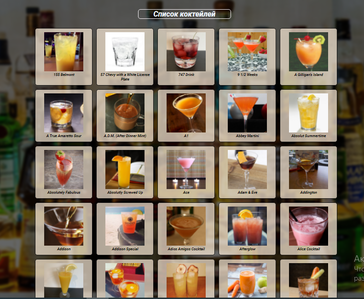 Список коктейлей
155 Belmont
57 Chevy with a White License
Plate
747 Drink
9 1/2 Weeks
A Gilligan's Island
A True Amaretto Sour
A.D.M. (After Dinner Mint)
A1
Abbey Martini
Absolut Summertime
Absolutely Fabulous
Absolutly Screwed Up
Ace
Adam & Eve
Addington
Addison
Addison Special
Adios Amigos Cocktail
Afterglow
Alice Cocktail